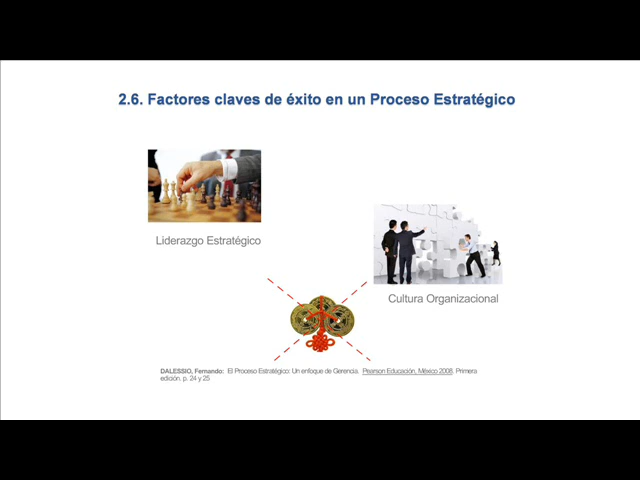 2.6. Factores claves de éxito en un Proceso Estratégico
Liderazgo Estratégico
Cultura Organizacional
DALESSIO, Fernando: El Proceso Estratégico: Un enfoque de Gerencia. Pearson Educación, México 2008. Primera
edición. p. 24 y 25